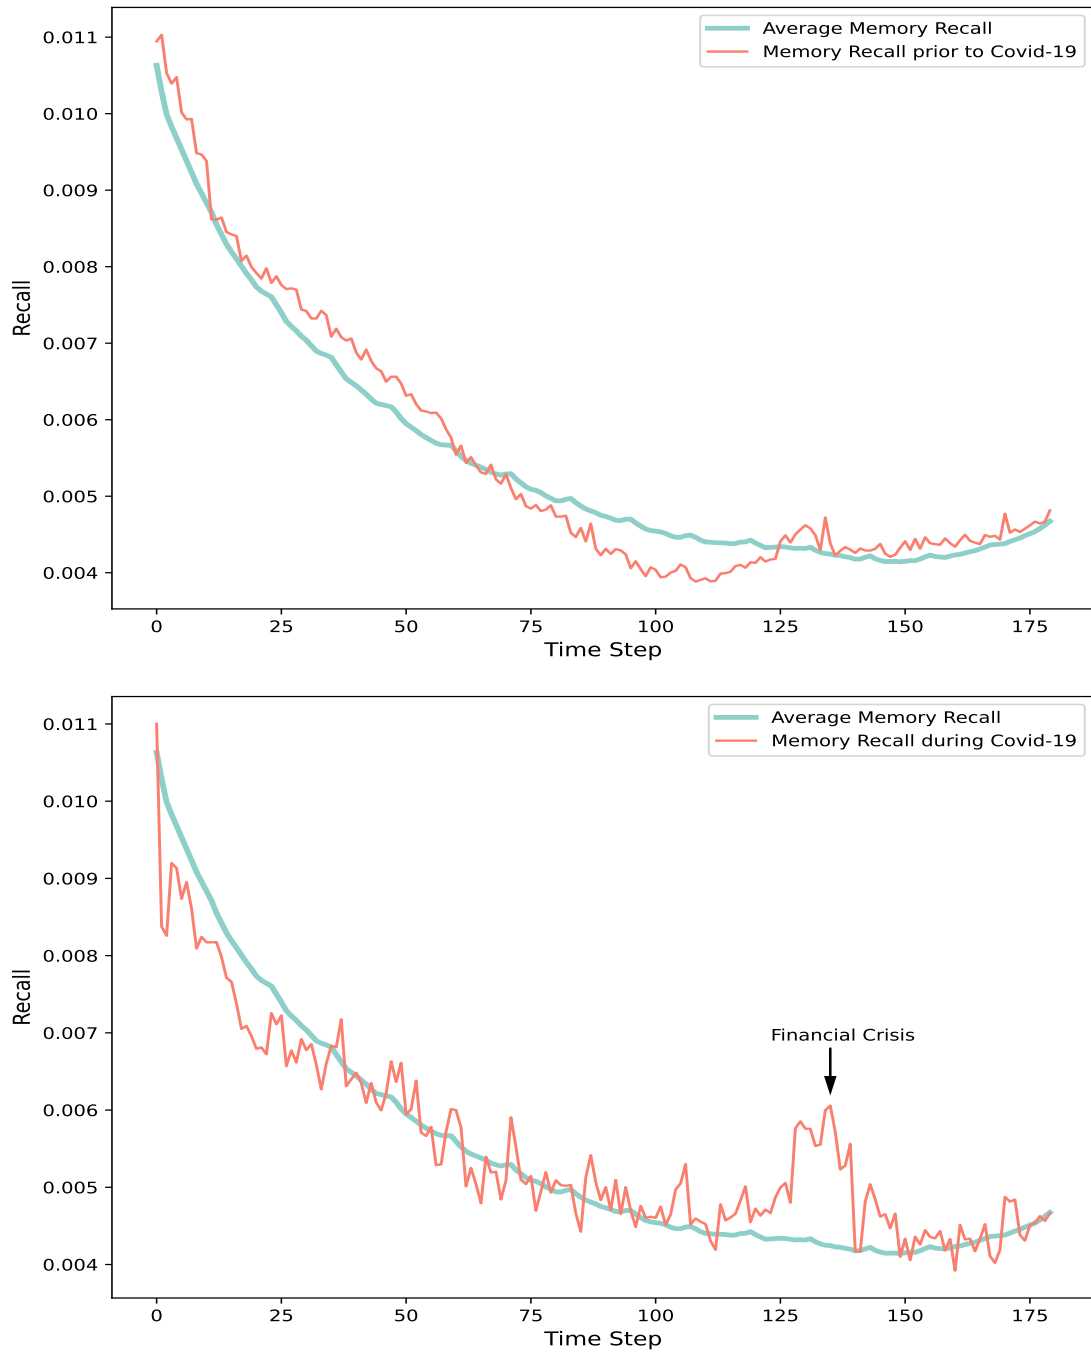 Average Memory Recall
Memory Recall prior to Covid-19
0.011
0.010
0.009
0.008
0.007
0.006
0.005
0.004
Recall
0 25 50 75 100 125 150 175
Time Step
Average Memory Recall
Memory Recall during Covid-19
0.011
0.010
0.009
0.008
0.007
0.006
0.005
0.004
Recall
Financial Crisis
0 25 50 75 100 125 150 175
Time Step